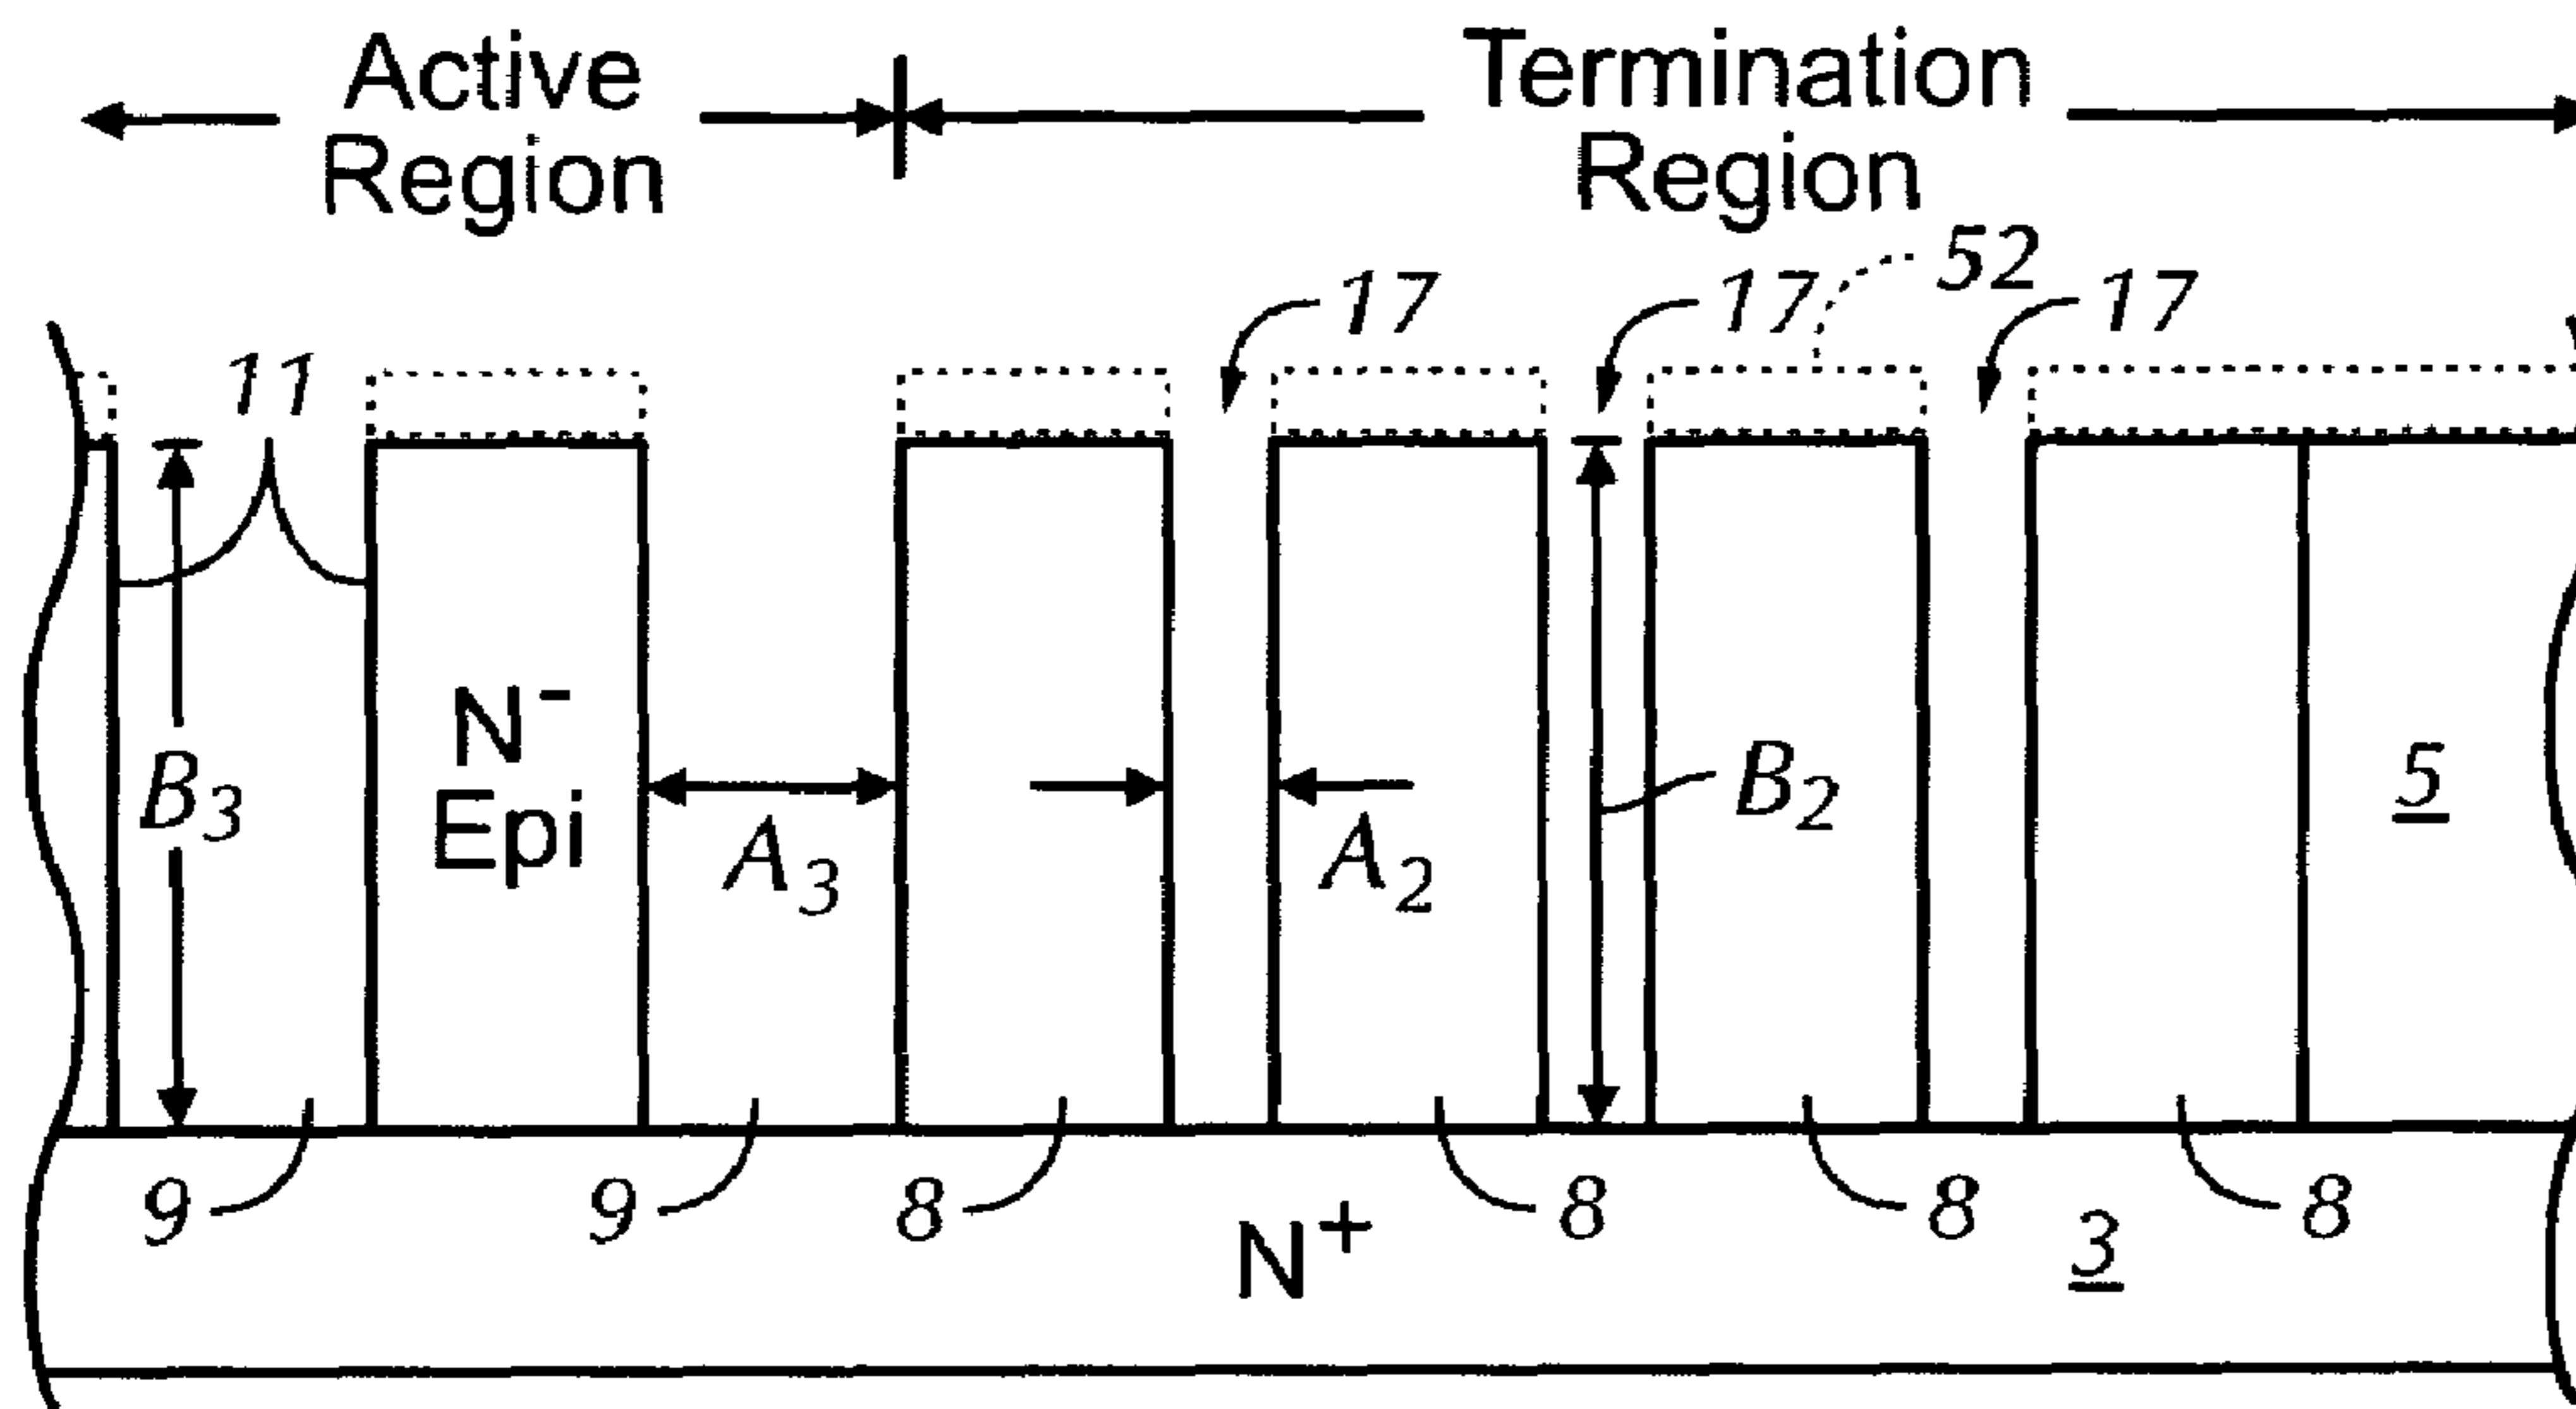 Active
Region
Termination
Region
52
17
17
17
11
N-
Epi
B3
A3
A2
B2
5
9
9
8
8
8
8
N+
3